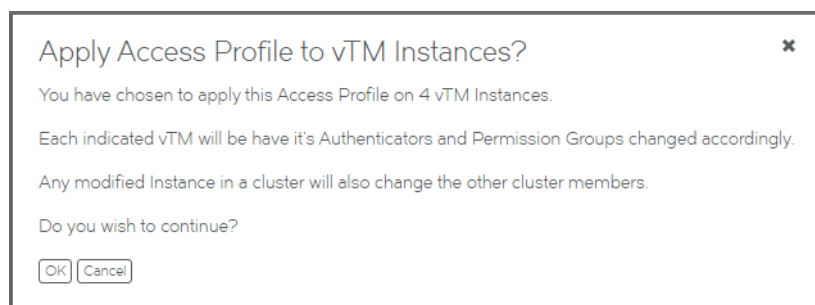 Apply Access Profile to vTM Instances?
You have chosen to apply this Access Profile on 4 vTM Instances.
Each indicated vTM will be have it's Authenticators and Permission Groups changed accordingly.
Any modified Instance in a cluster will also change the other cluster members.
Do you wish to continue?
OK Cancel